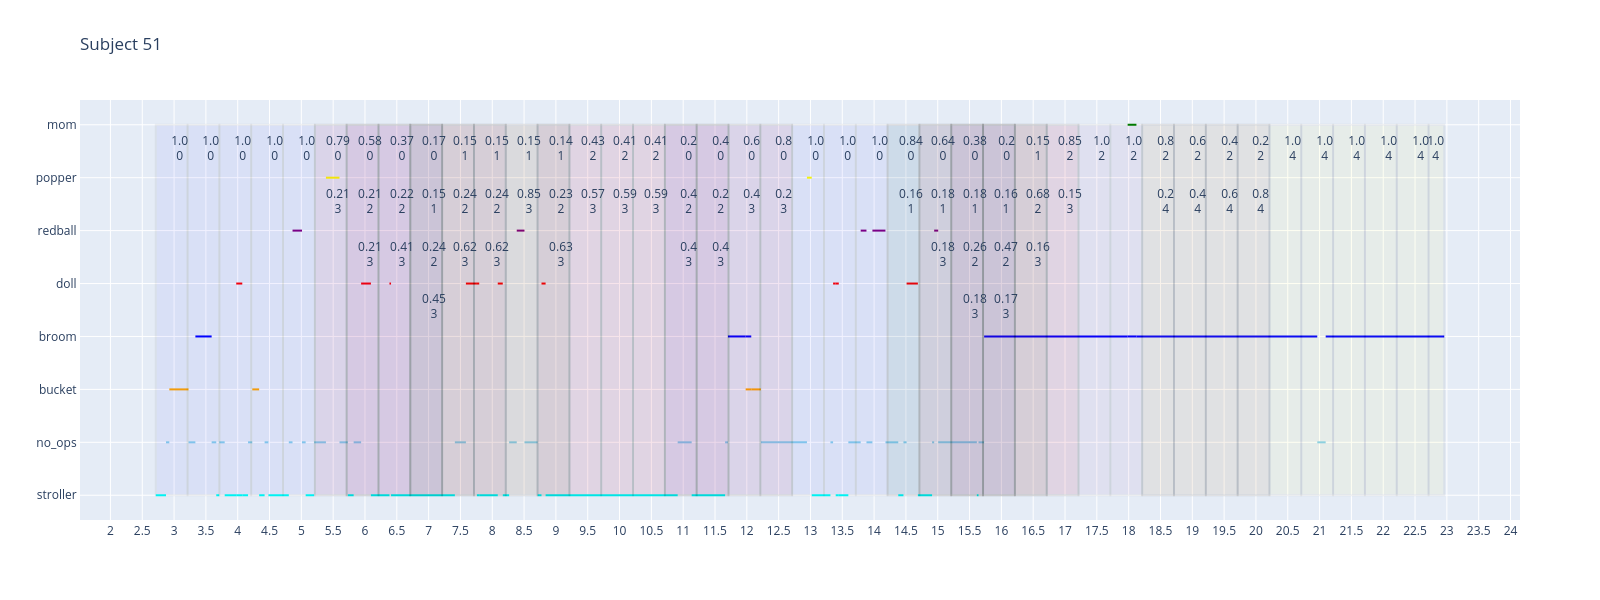 Subject 51
mom
1.0 1.0 1.0 1.0 1.0 0.79 0.58 0.37 0.17 0.15 0.15 0.15 0.14 0.43 0.41 0.41 0.2 0.4 0.6 0.8 1.0 1.0 1.0 0.84 0.64 0.38 0.2 0.15 0.85 1.0 1.0 0.8 0.6 0.4 0.2 1.0 1.0 1.0 1.0 1.0 1.0
0 0 0 0 0 0 0 0 0 1 1 1 1 2 2 2 0 0 0 0 0 0 0 0 0 0 0 1 2 2 2 2 2 2 2 4 4 4 4 4 4
popper
0.21 0.21 0.22 0.15 0.24 0.24 0.85 0.23 0.57 0.59 0.59 0.4 0.2 0.4 0.2 0.16 0.18 0.18 0.16 0.68 0.15 0.2 0.4 0.6 0.8
3 2 2 1 2 2 3 2 3 3 3 2 2 3 3 1 1 1 1 2 3 4 4 4 4
redball
0.21 0.41 0.24 0.62 0.62 0.63 0.4 0.4 0.18 0.26 0.47 0.16
3 3 2 3 3 3 3 3 3 2 2 3
doll
0.45 0.18 0.17
3 3 3
broom
bucket
no_ops
stroller
2 2.5 3 3.5 4 4.5 5 5.5 6 6.5 7 7.5 8 8.5 9 9.5 10 10.5 11 11.5 12 12.5 13 13.5 14 14.5 15 15.5 16 16.5 17 17.5 18 18.5 19 19.5 20 20.5 21 21.5 22 22.5 23 23.5 24